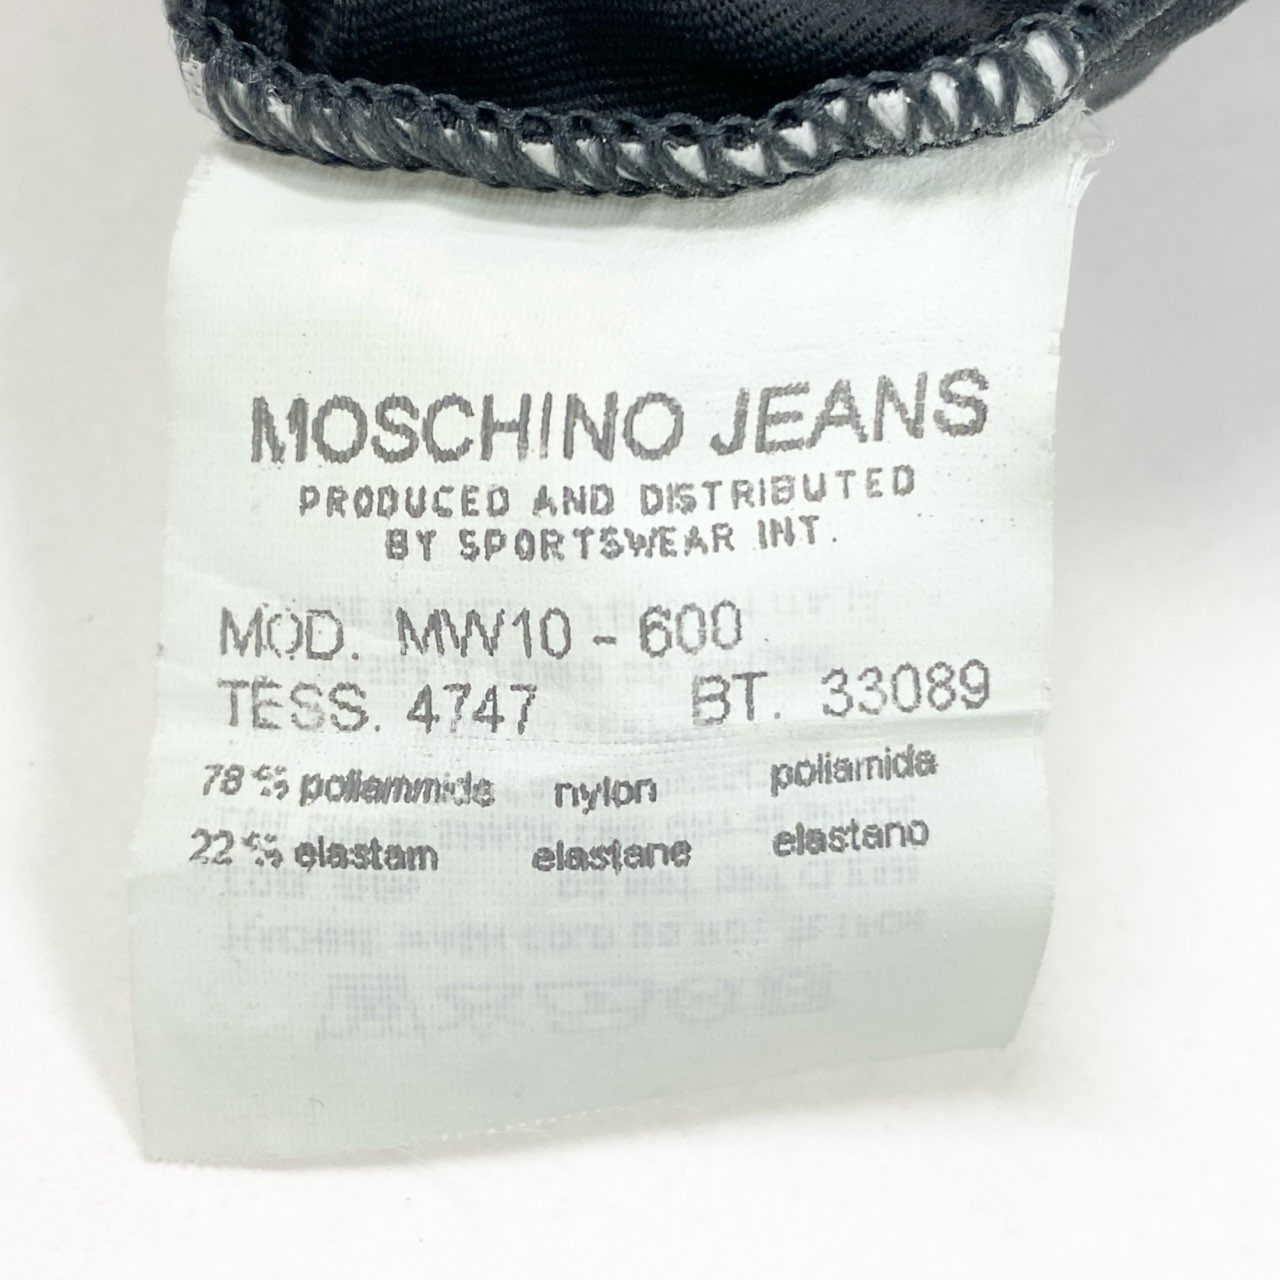 MOSCHINO JEANS
PRODUCED AND DISTRIBUTED
BY SPORTSWEAR INT.
MOD. MW10 - 600
TESS. 4747 BT. 33089
78% poliammide nylon poliamida
22% elastam elastane elastano